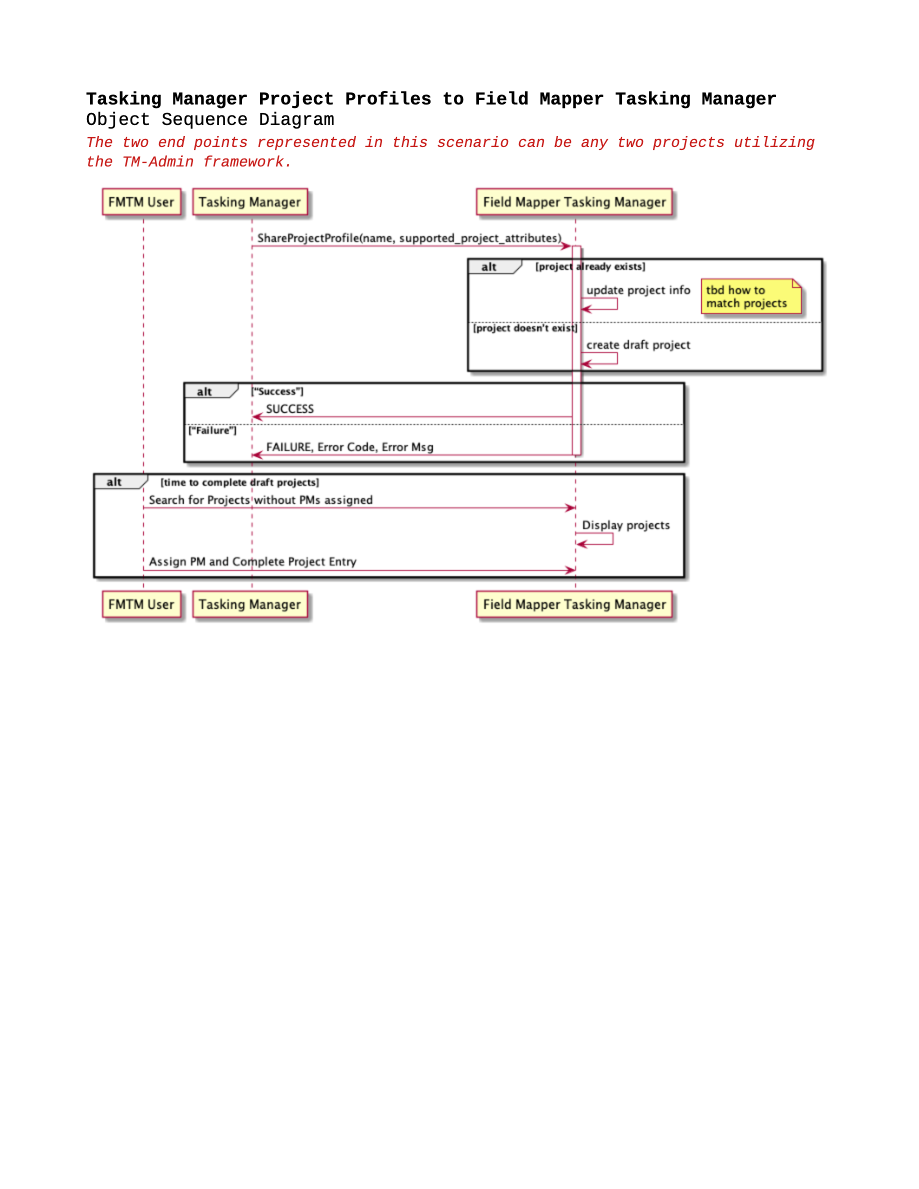 Tasking Manager Project Profiles to Field Mapper Tasking Manager
Object Sequence Diagram
The two end points represented in this scenario can be any two projects utilizing
the TM-Admin framework.
FMTM User
Tasking Manager
Field Mapper Tasking Manager
ShareProjectProfile(name, supported_project_attributes)
alt
[project already exists]
update project info
tbd how to
match projects
[project doesn't exist]
create draft project
alt
["Success"]
SUCCESS
["Failure"]
FAILURE, Error Code, Error Msg
alt
[time to complete draft projects]
Search for Projects without PMs assigned
Display projects
Assign PM and Complete Project Entry
FMTM User
Tasking Manager
Field Mapper Tasking Manager